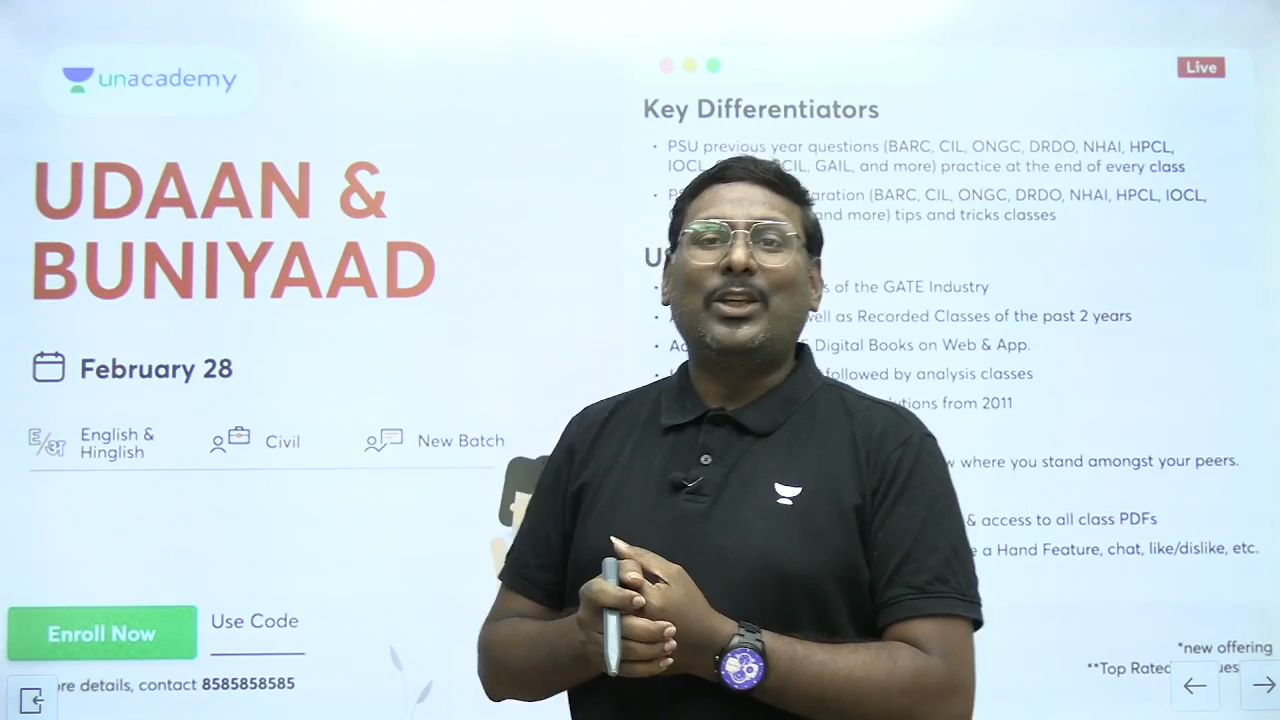 unacademy
UDAAN &
BUNIYAAD
February 28
English &
Hinglish
Civil
New Batch
Enroll Now
Use Code
re details, contact 8585858585
Live
Key Differentiators
• PSU previous year questions (BARC, CIL, ONGC, DRDO, NHAI, HPCL,
IOCL, CIL, GAIL, and more) practice at the end of every class
• aration (BARC, CIL, ONGC, DRDO, NHAI, HPCL, IOCL,
and more) tips and tricks classes
s of the GATE Industry
well as Recorded Classes of the past 2 years
Digital Books on Web & App.
followed by analysis classes
from 2011
where you stand amongst your peers.
& access to all class PDFs
a Hand Feature, chat, like/dislike, etc.
*new offering
**Top Rated